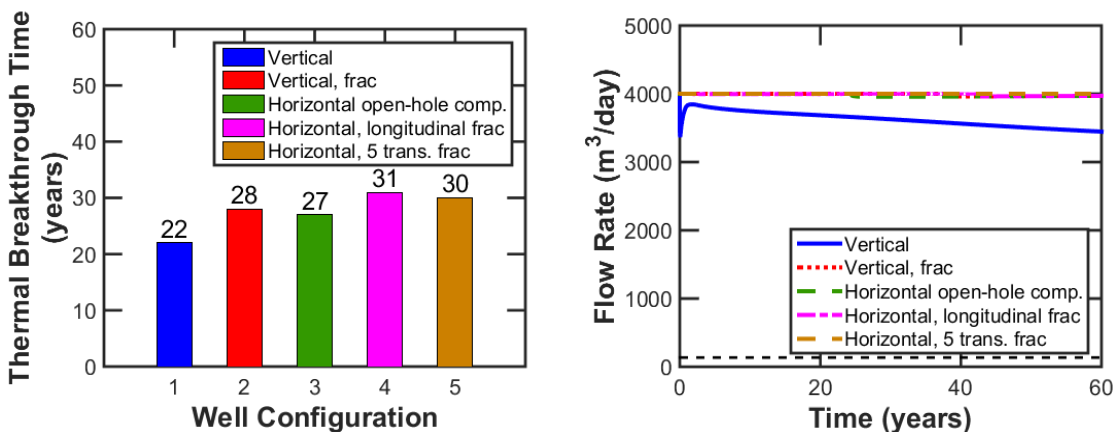 Thermal Breakthrough Time
(years)
60
50
40
30
20
10
0
Vertical
Vertical, frac
Horizontal open-hole comp.
Horizontal, longitudinal frac
Horizontal, 5 trans. frac
22
28
27
31
30
1 2 3 4 5
Well Configuration
Flow Rate (m³/day)
5000
4000
3000
2000
1000
0
Vertical
Vertical, frac
Horizontal open-hole comp.
Horizontal, longitudinal frac
Horizontal, 5 trans. frac
0 20 40 60
Time (years)